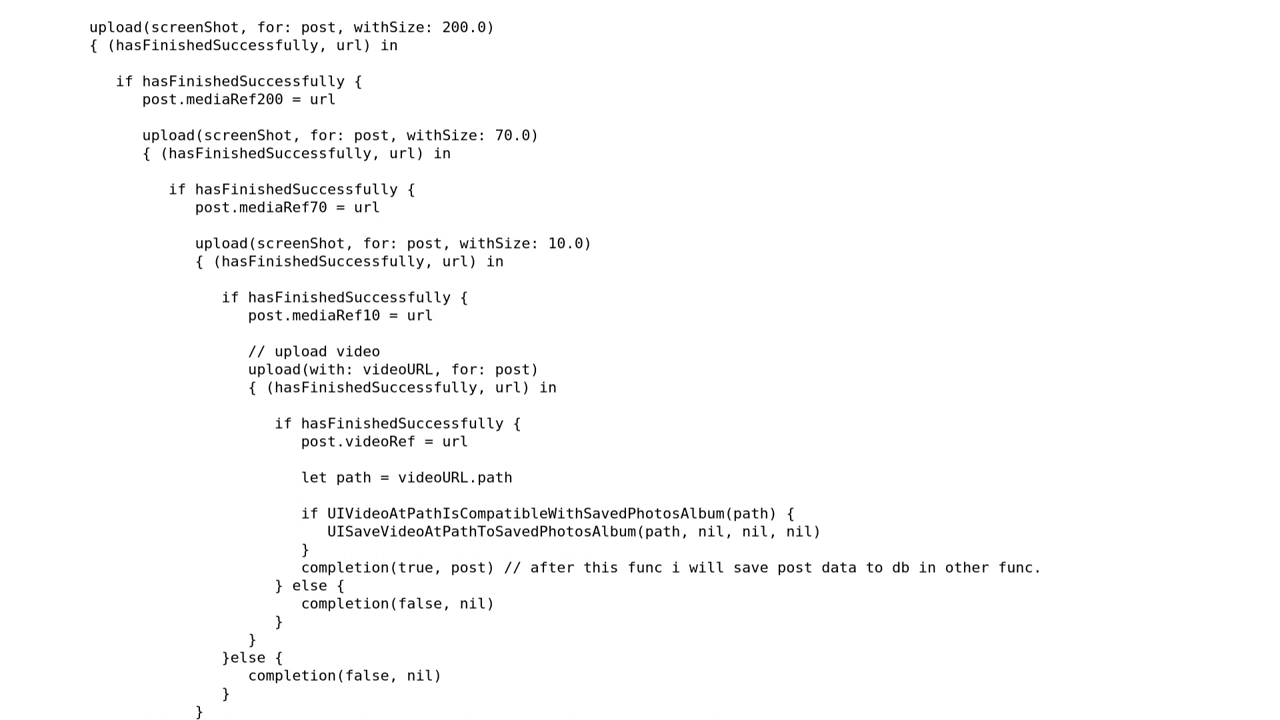 upload(screenShot, for: post, withSize: 200.0)
{ (hasFinishedSuccessfully, url) in
if hasFinishedSuccessfully {
post.mediaRef200 = url
upload(screenShot, for: post, withSize: 70.0)
{ (hasFinishedSuccessfully, url) in
if hasFinishedSuccessfully {
post.mediaRef70 = url
upload(screenShot, for: post, withSize: 10.0)
{ (hasFinishedSuccessfully, url) in
if hasFinishedSuccessfully {
post.mediaRef10 = url
// upload video
upload(with: videoURL, for: post)
{ (hasFinishedSuccessfully, url) in
if hasFinishedSuccessfully {
post.videoRef = url
let path = videoURL.path
if UIVideoAtPathIsCompatibleWithSavedPhotosAlbum(path) {
UISaveVideoAtPathToSavedPhotosAlbum(path, nil, nil, nil)
}
completion(true, post) // after this func i will save post data to db in other func.
} else {
completion(false, nil)
}
}
}else {
completion(false, nil)
}
}